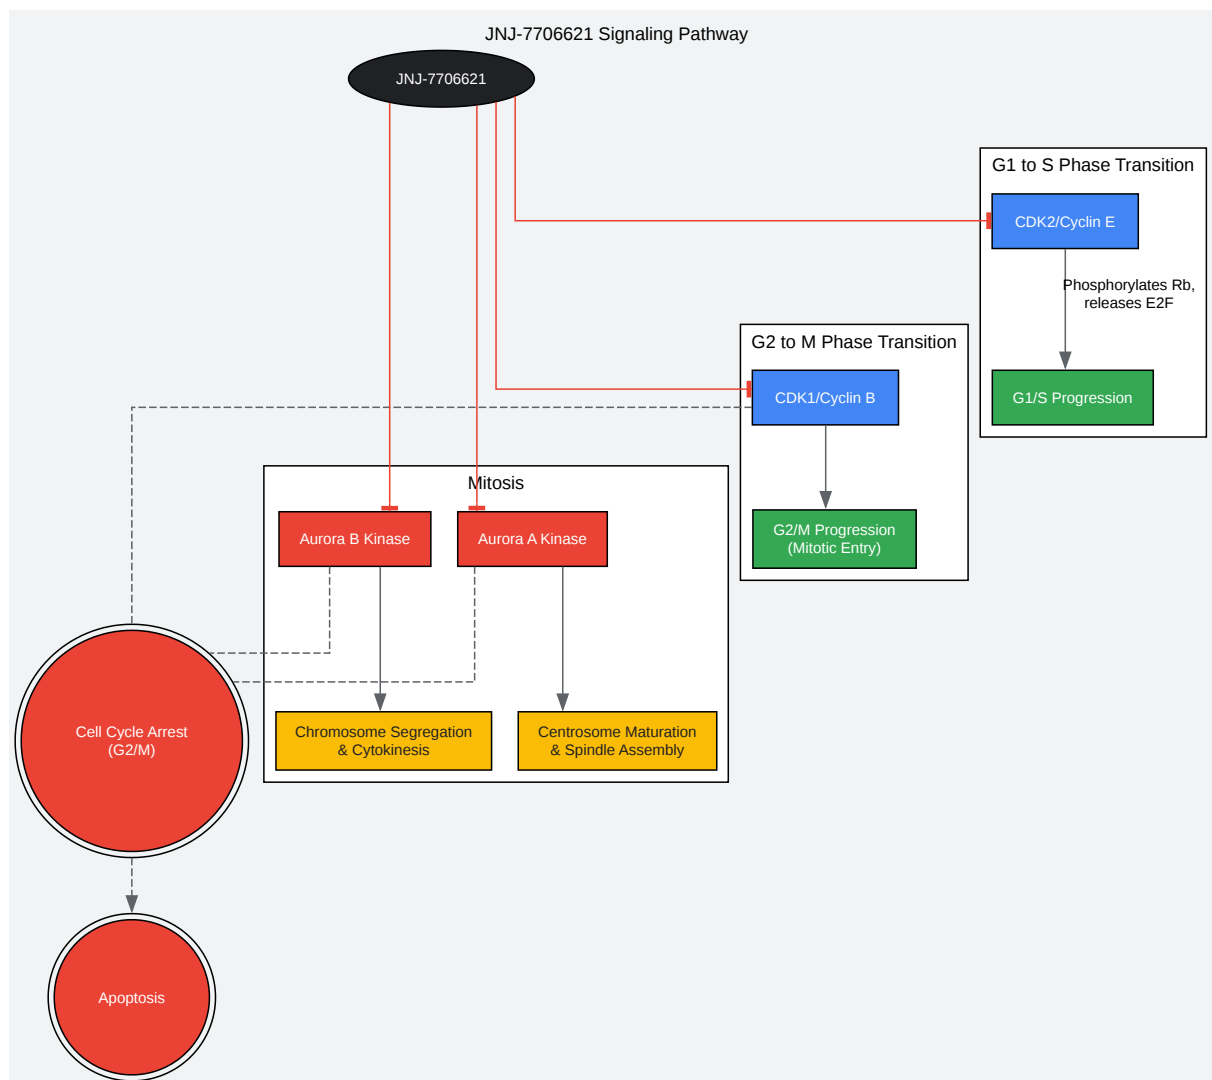 JNJ-7706621 Signaling Pathway
JNJ-7706621
G1 to S Phase Transition
CDK2/Cyclin E
Phosphorylates Rb,
releases E2F
G1/S Progression
G2 to M Phase Transition
CDK1/Cyclin B
G2/M Progression
(Mitotic Entry)
Mitosis
Aurora B Kinase
Aurora A Kinase
Chromosome Segregation
& Cytokinesis
Centrosome Maturation
& Spindle Assembly
Cell Cycle Arrest
(G2/M)
Apoptosis